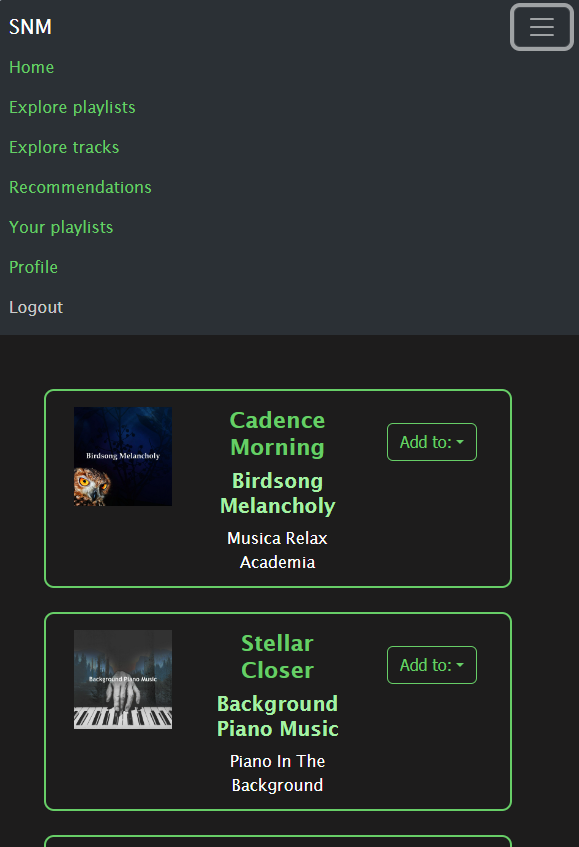 SNM
Home
Explore playlists
Explore tracks
Recommendations
Your playlists
Profile
Logout
Birdsong Melancholy
Cadence
Morning
Birdsong
Melancholy
Musica Relax
Academia
Add to:
Background Piano Music
Stellar
Closer
Background
Piano Music
Piano In The
Background
Add to: